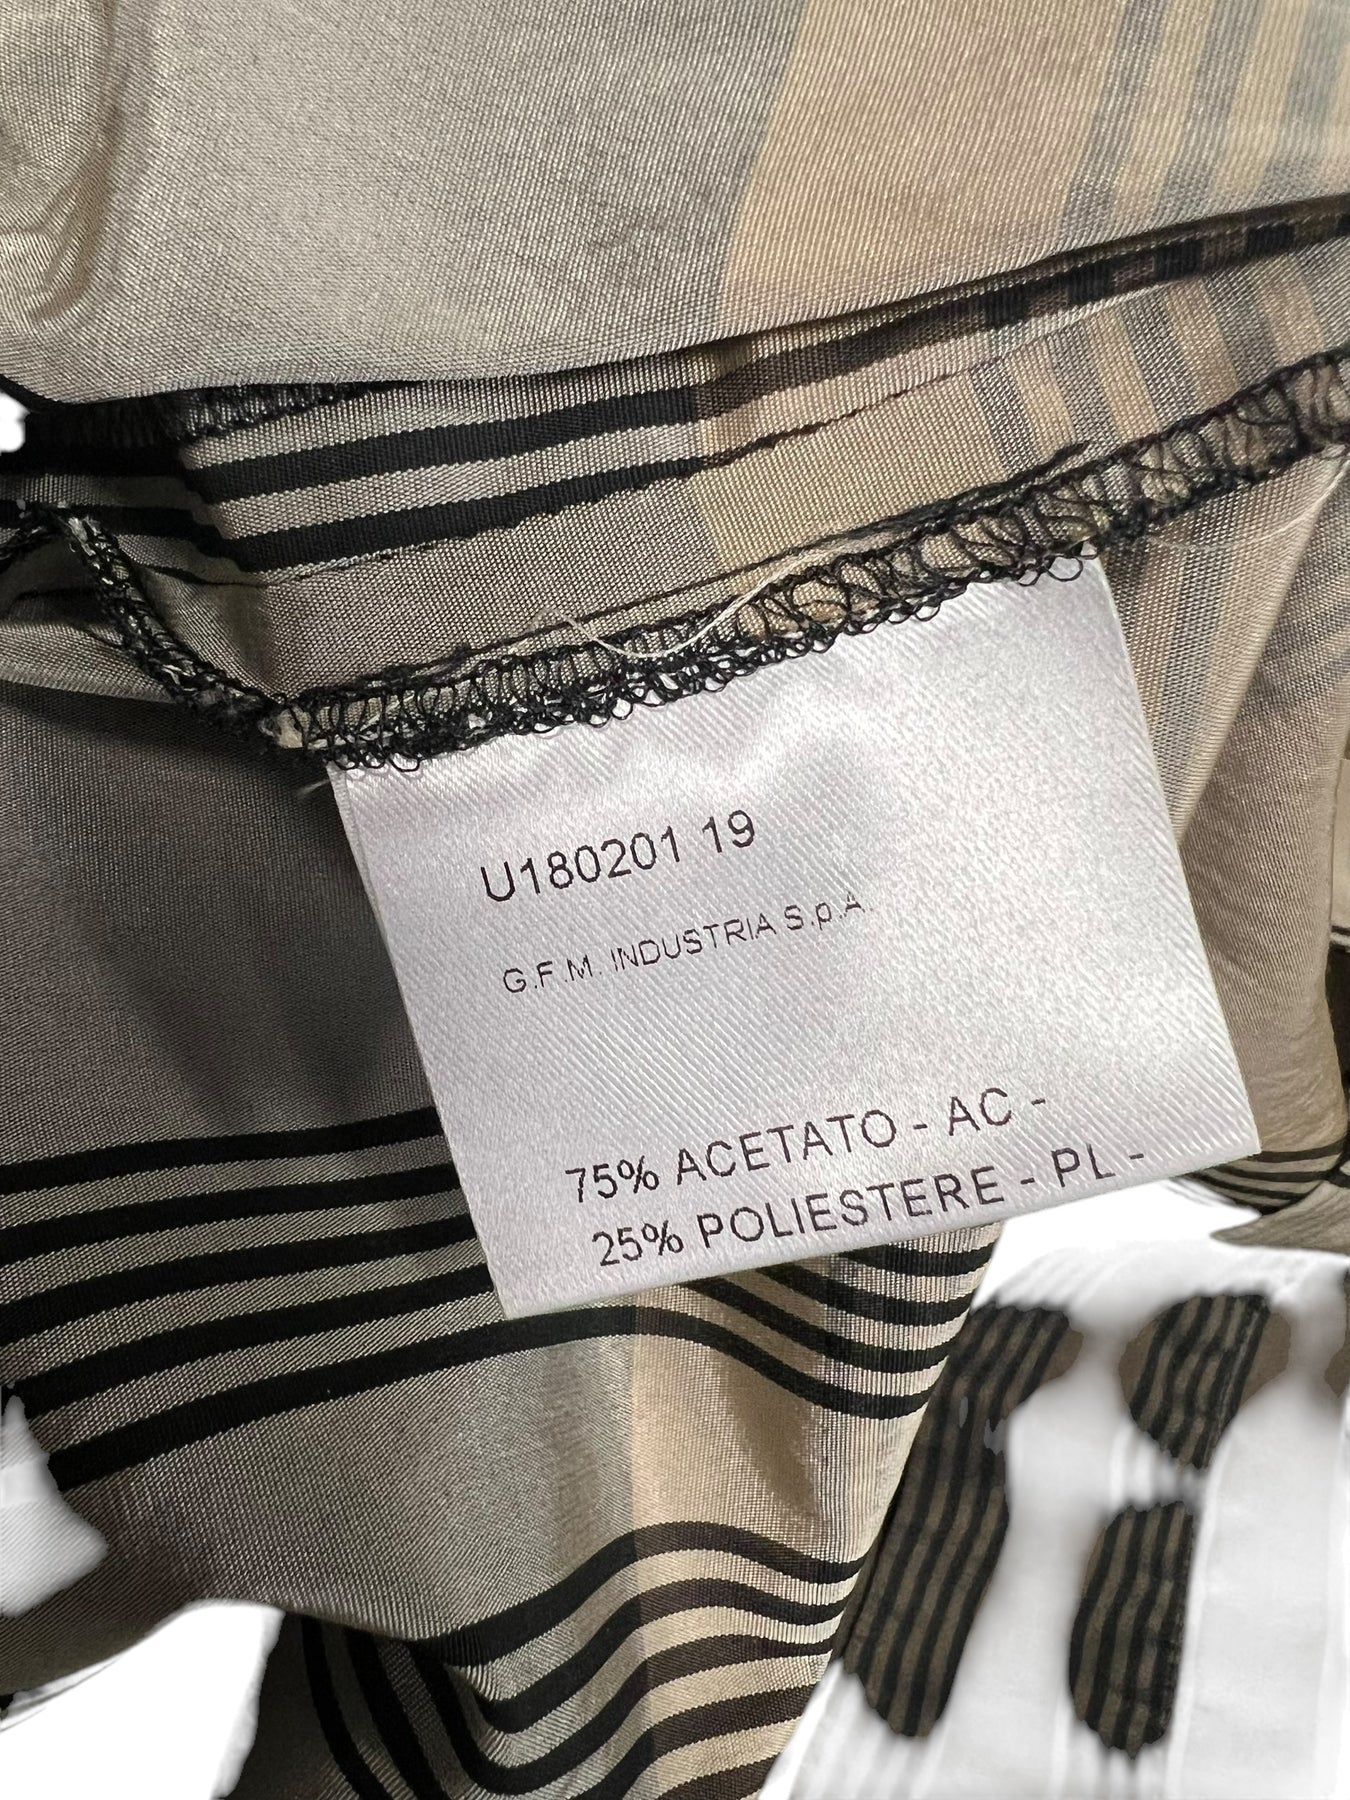 U180201 19
G.F.M. INDUSTRIA S.p.A.
75% ACETATO - AC -
25% POLIESTERE - PL -